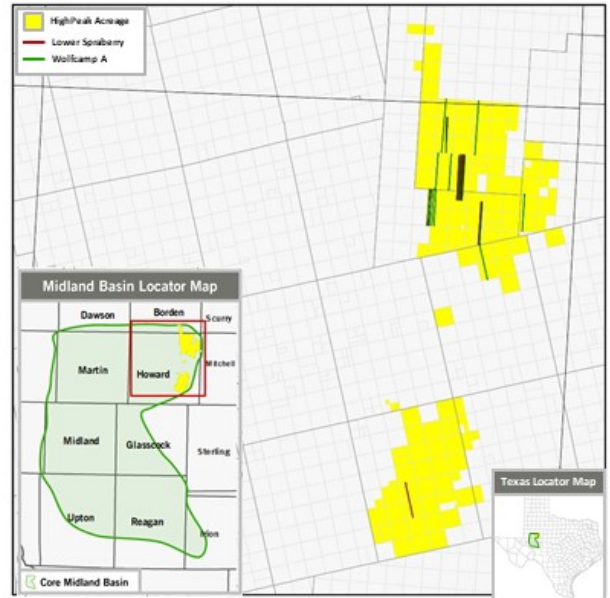 HighPeak Acreage
Lower Spraberry
Wolfcamp A
Midland Basin Locator Map
Dawson
Borden
Scurry
Martin
Howard
Mitchell
Midland
Glasscock
Sterling
Upton
Reagan
Irion
Core Midland Basin
Texas Locator Map